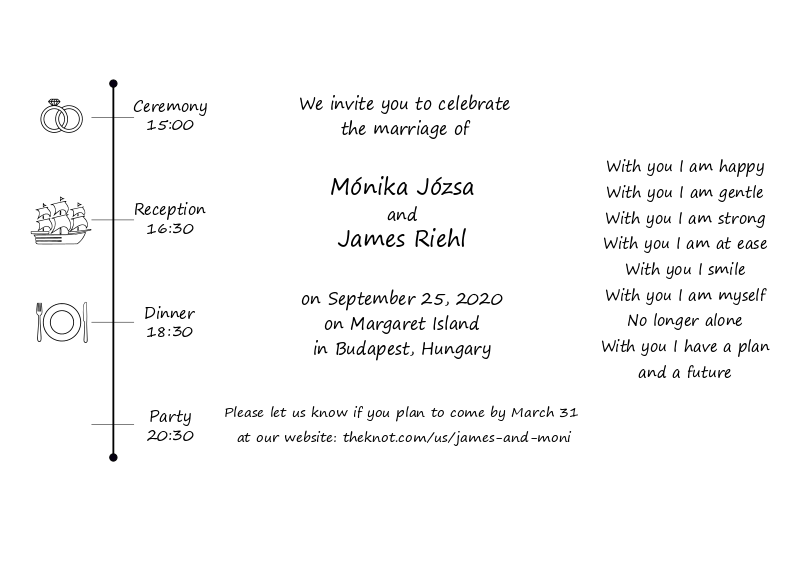 Ceremony
15:00
Reception
16:30
Dinner
18:30
Party
20:30
We invite you to celebrate
the marriage of
Mónika Józsa
and
James Riehl
on September 25, 2020
on Margaret Island
in Budapest, Hungary
Please let us know if you plan to come by March 31
at our website: theknot.com/us/james-and-moni
With you I am happy
With you I am gentle
With you I am strong
With you I am at ease
With you I smile
With you I am myself
No longer alone
With you I have a plan
and a future